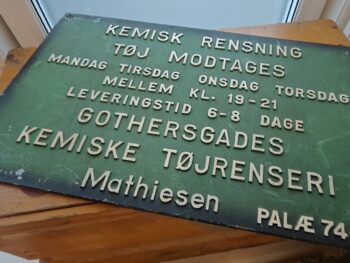 KEMISK RENSNING
TØJ MODTAGES
MANDAG TIRSDAG ONSDAG TORSDAG
MELLEM KL. 19-21
LEVERINGSTID 6-8 DAGE
GOTHERSGADES
KEMISKE TØJRENSERI
Mathiesen
PALÆ 74